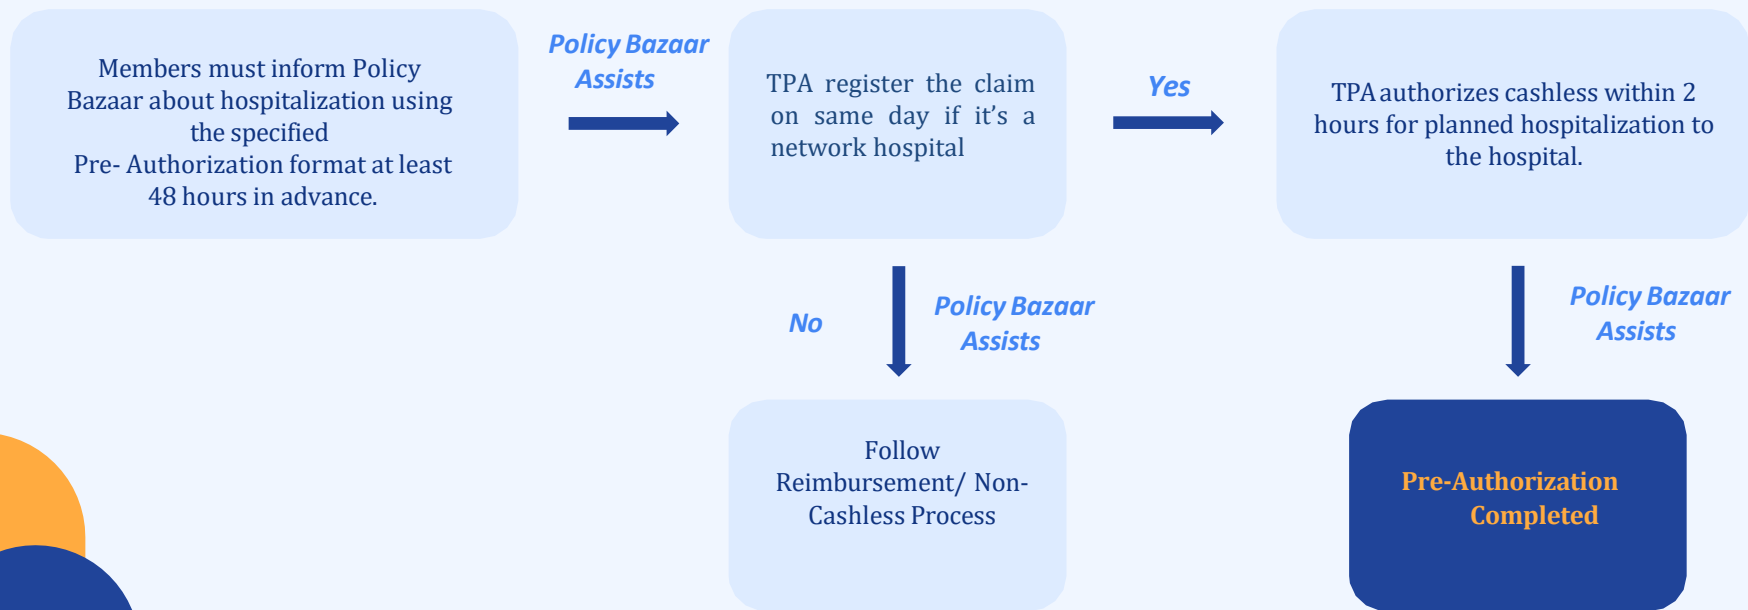 Members must inform Policy
Bazaar about hospitalization using
the specified
Pre- Authorization format at least
48 hours in advance.
Policy Bazaar
Assists
TPA register the claim
on same day if it's a
network hospital
Yes
TPA authorizes cashless within 2
hours for planned hospitalization to
the hospital.
No
Policy Bazaar
Assists
Policy Bazaar
Assists
Follow
Reimbursement/ Non-
Cashless Process
Pre-Authorization
Completed